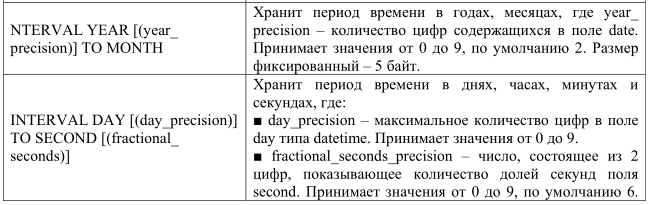 NTERVAL YEAR [(year_
precision)] TO MONTH
Хранит период времени в годах, месяцах, где year_
precision – количество цифр содержащихся в поле date.
Принимает значения от 0 до 9, по умолчанию 2. Размер
фиксированный – 5 байт.
INTERVAL DAY [(day_precision)]
TO SECOND [(fractional_
seconds)]
Хранит период времени в днях, часах, минутах и
секундах, где:
■ day_precision – максимальное количество цифр в поле
day типа datetime. Принимает значения от 0 до 9.
■ fractional_seconds_precision – число, состоящее из 2
цифр, показывающее количество долей секунд поля
second. Принимает значения от 0 до 9, по умолчанию 6.